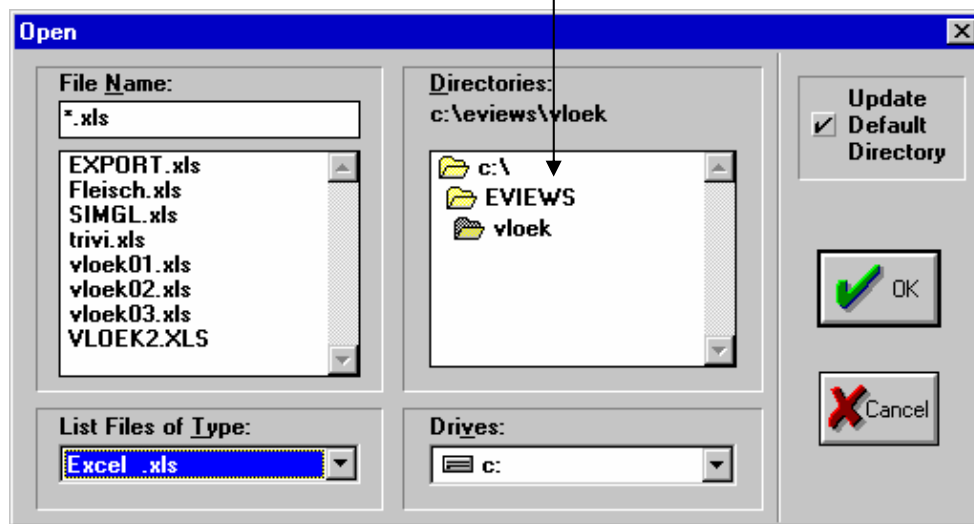 Open
File Name:
*.xls
EXPORT.xls
Fleisch.xls
SIMGL.xls
trivi.xls
vloek01.xls
vloek02.xls
vloek03.xls
VLOEK2.XLS
List Files of Type:
Excel .xls
Directories:
c:\eviews\vloek
c:\
EVIEWS
vloek
Drives:
c:
Update
Default
Directory
OK
Cancel